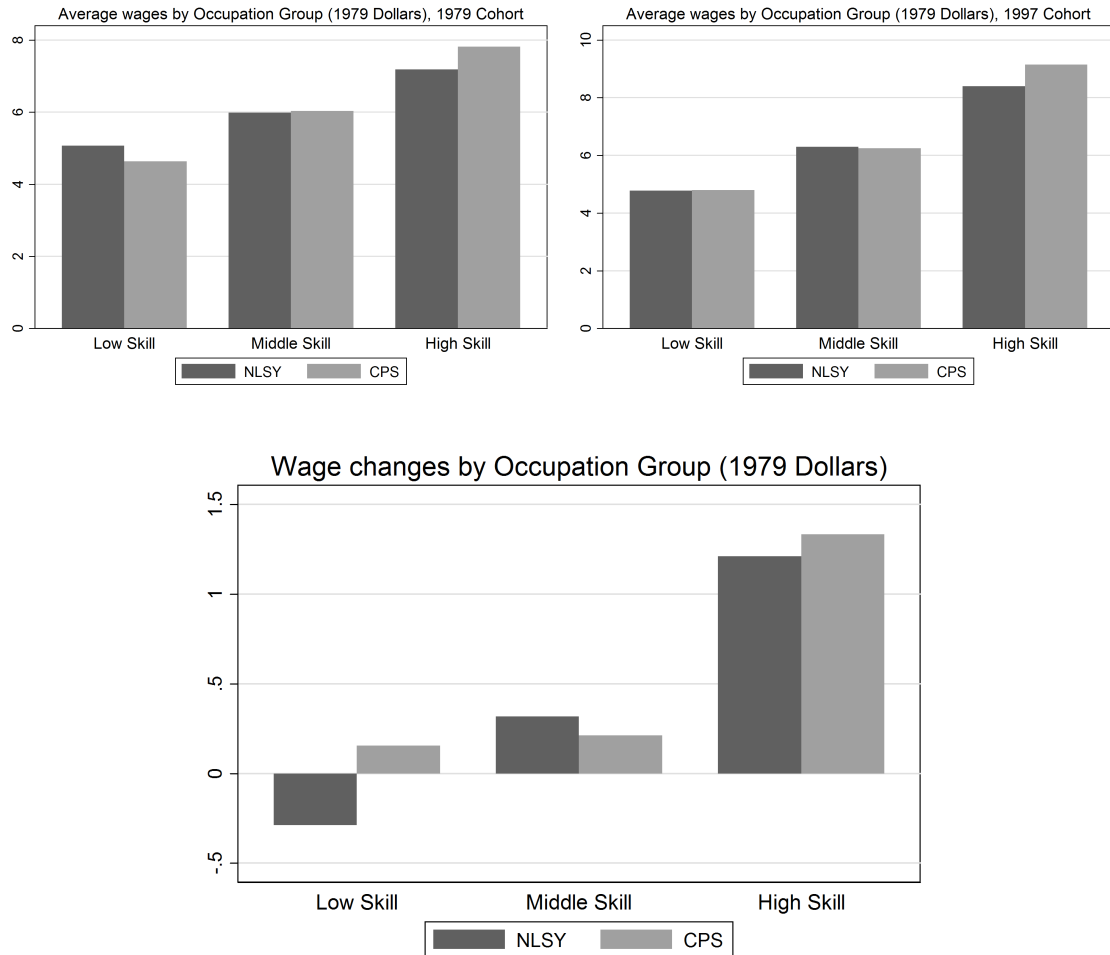 Average wages by Occupation Group (1979 Dollars), 1979 Cohort
8
6
4
2
0
Low Skill Middle Skill High Skill
NLSY CPS
Average wages by Occupation Group (1979 Dollars), 1997 Cohort
10
8
6
4
2
0
Low Skill Middle Skill High Skill
NLSY CPS
Wage changes by Occupation Group (1979 Dollars)
1.5
1
.5
0
-.5
Low Skill Middle Skill High Skill
NLSY CPS